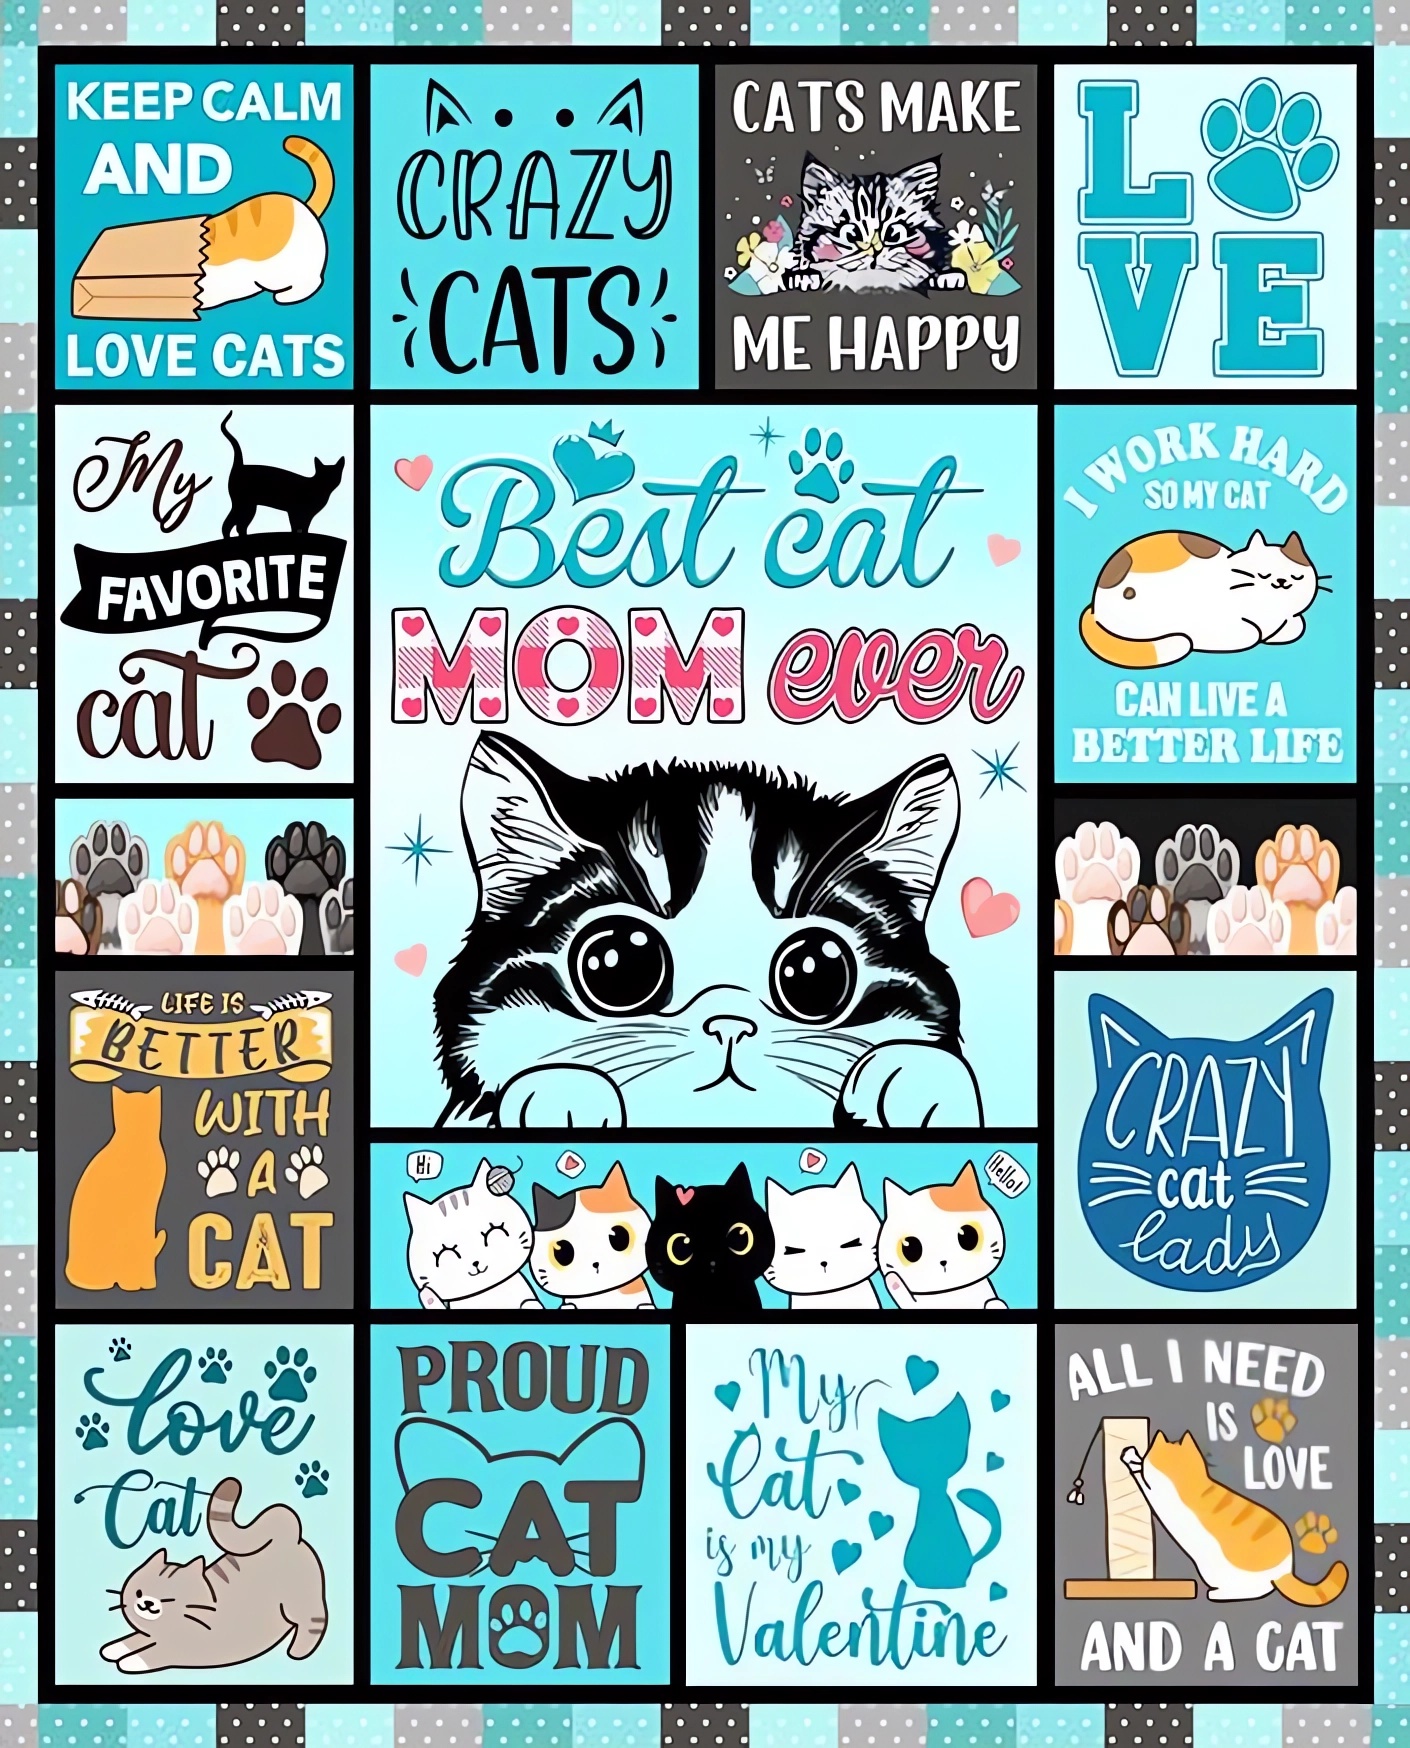 KEEP CALM
AND
LOVE CATS
CRAZY
CATS
CATS MAKE
ME HAPPY
L
VE
My
FAVORITE
cat
Best cat
MOM ever
I WORK HARD
SO MY CAT
CAN LIVE A
BETTER LIFE
LIFE IS
BETTER
WITH
A
CAT
Hi
Hello!
CRAZY
cat
lady
love
Cat
PROUD
CAT
MOM
My
Cat
is my
Valentine
ALL I NEED
IS
LOVE
AND A CAT